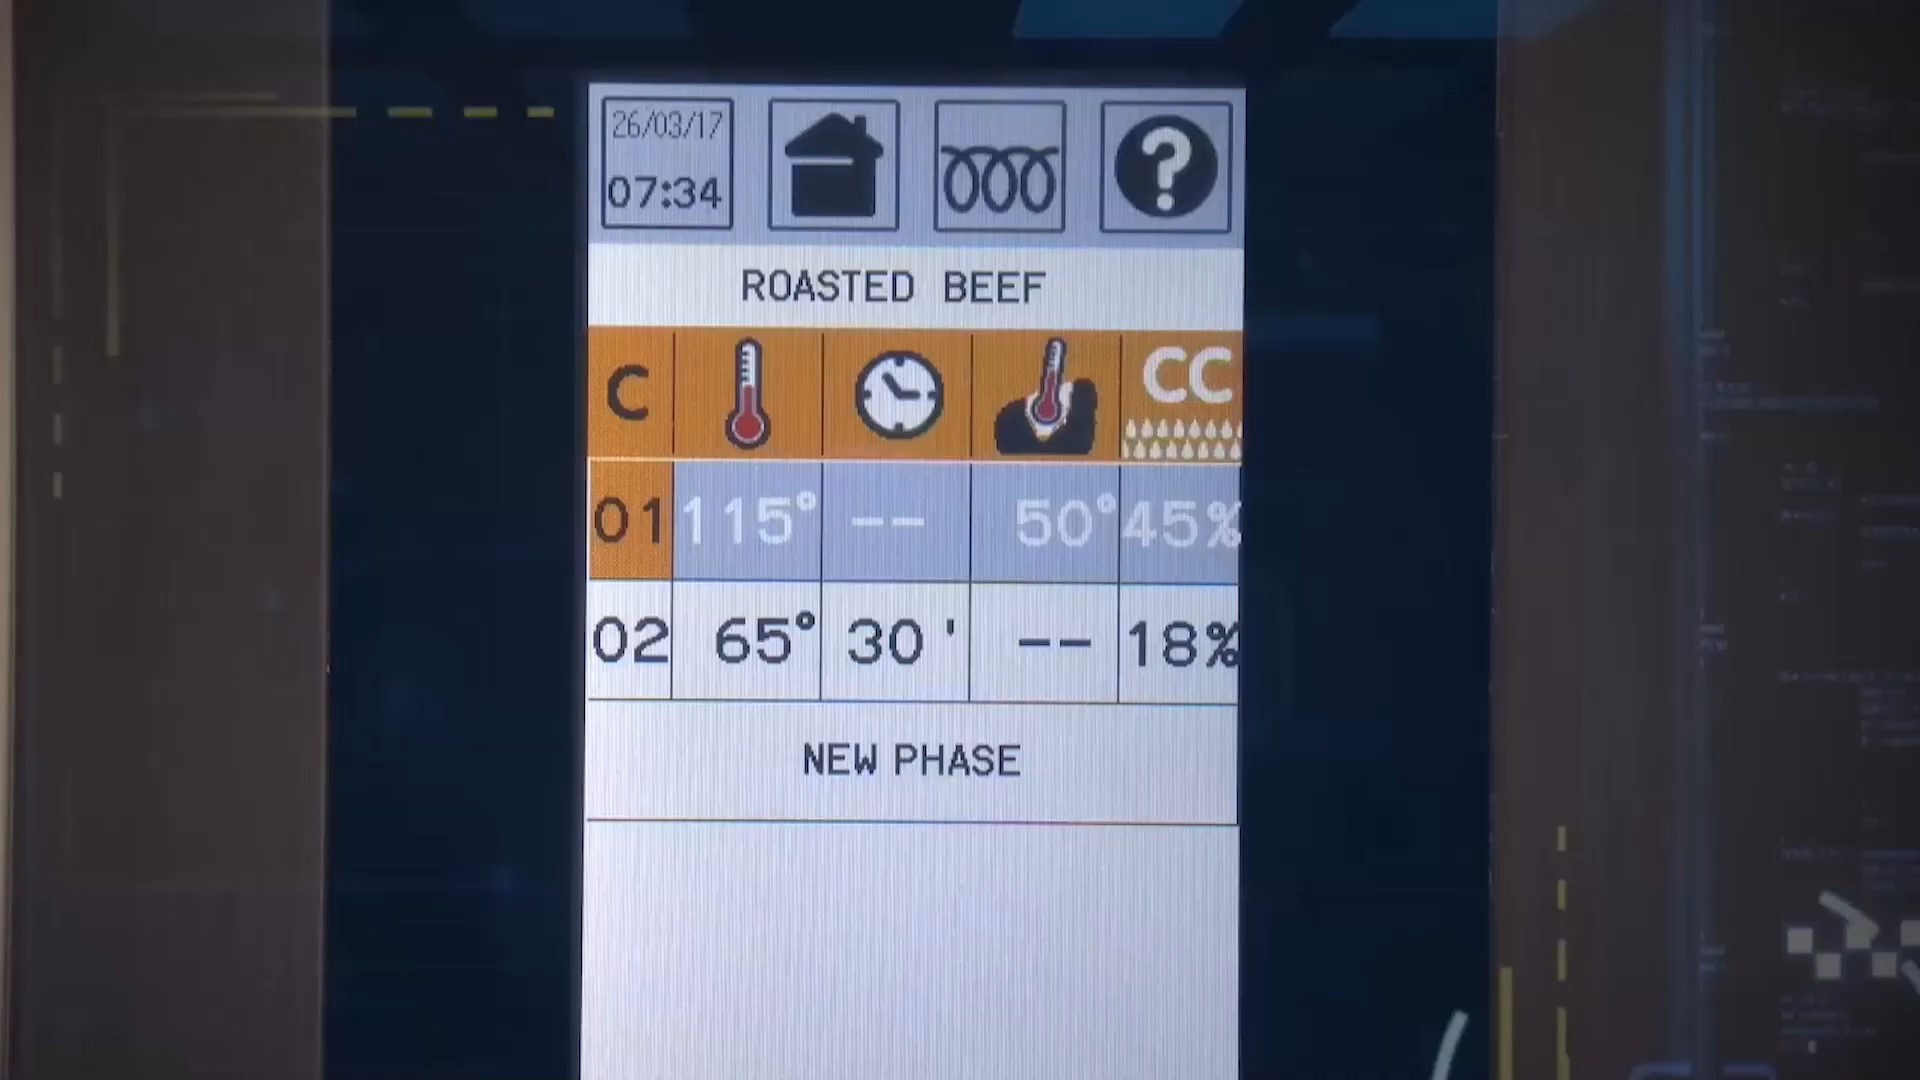 26/03/17
07:34
?
ROASTED BEEF
C CC
01 115° -- 50° 45%
02 65° 30' -- 18%
NEW PHASE